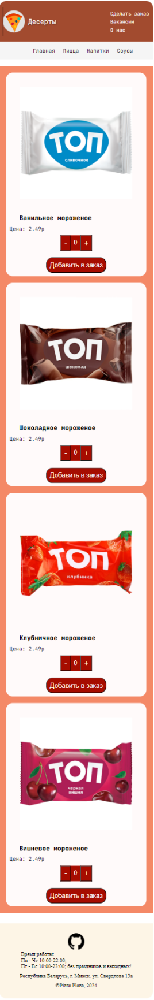 Десерты
Сделать заказ
Вакансии
О нас
Главная Пицца Напитки Соусы
ТОП
сливочное
Ванильное мороженое
Цена: 2.49р
- 0 +
Добавить в заказ
ТОП
шоколад
Шоколадное мороженое
Цена: 2.49р
- 0 +
Добавить в заказ
ТОП
клубника
Клубничное мороженое
Цена: 2.49р
- 0 +
Добавить в заказ
ТОП
черная
вишня
Вишневое мороженое
Цена: 2.49р
- 0 +
Добавить в заказ
Время работы:
Пн - Чт 10:00-22:00,
Пт - Вс 10:00-23:00; без праздников и выходных!
Республика Беларусь, г. Минск. ул. Свердлова 13а
©Pizza Plaza, 2024